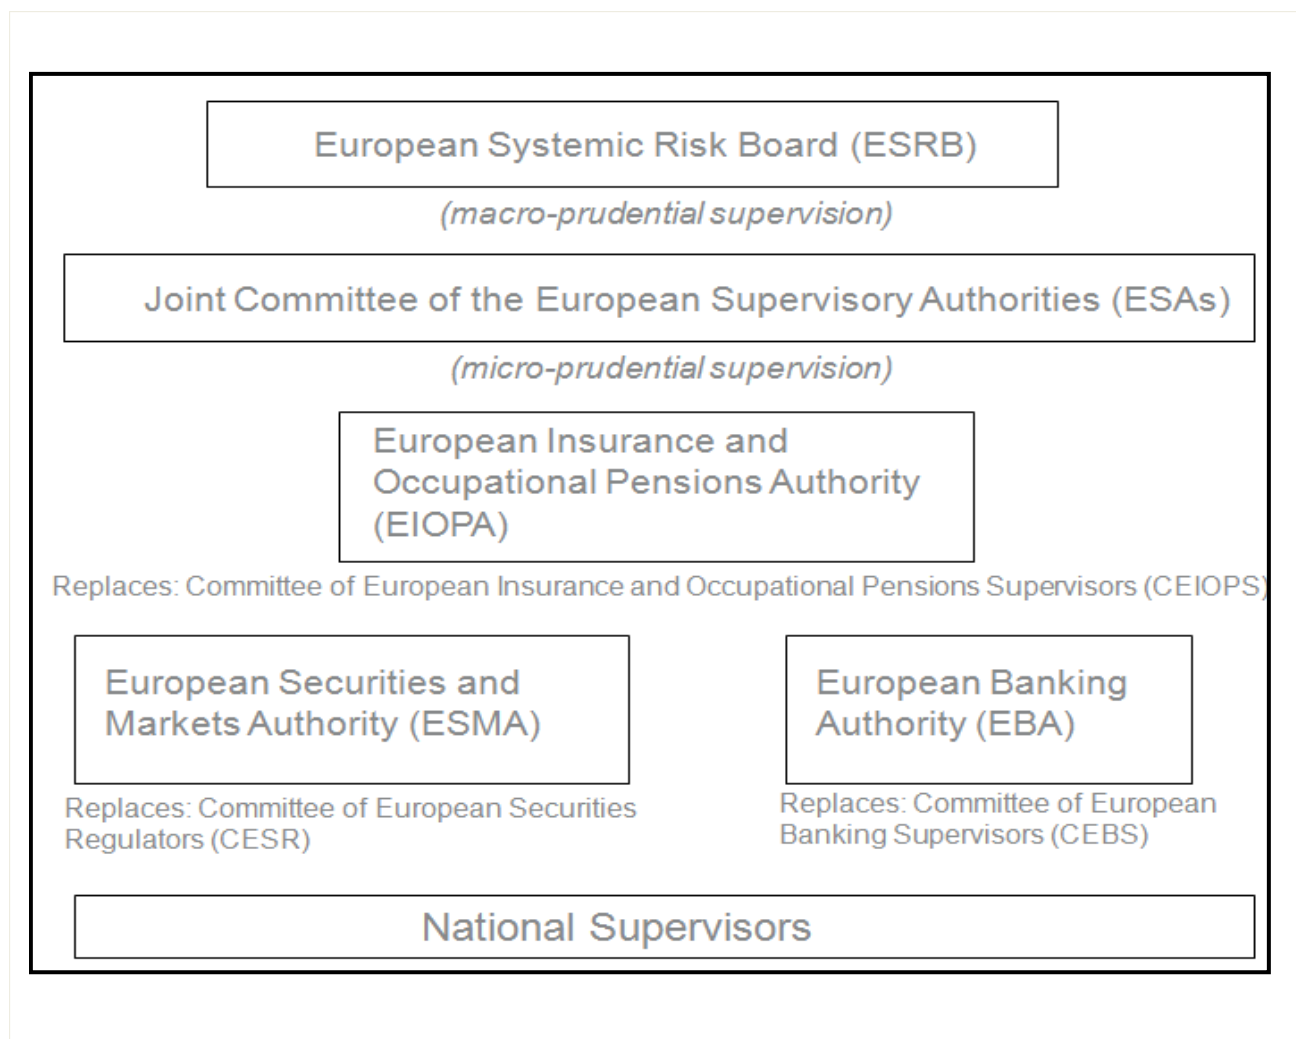 European Systemic Risk Board (ESRB)
(macro-prudential supervision)
Joint Committee of the European Supervisory Authorities (ESAs)
(micro-prudential supervision)
European Insurance and
Occupational Pensions Authority
(EIOPA)
Replaces: Committee of European Insurance and Occupational Pensions Supervisors (CEIOPS)
European Securities and
Markets Authority (ESMA)
Replaces: Committee of European Securities
Regulators (CESR)
European Banking
Authority (EBA)
Replaces: Committee of European
Banking Supervisors (CEBS)
National Supervisors